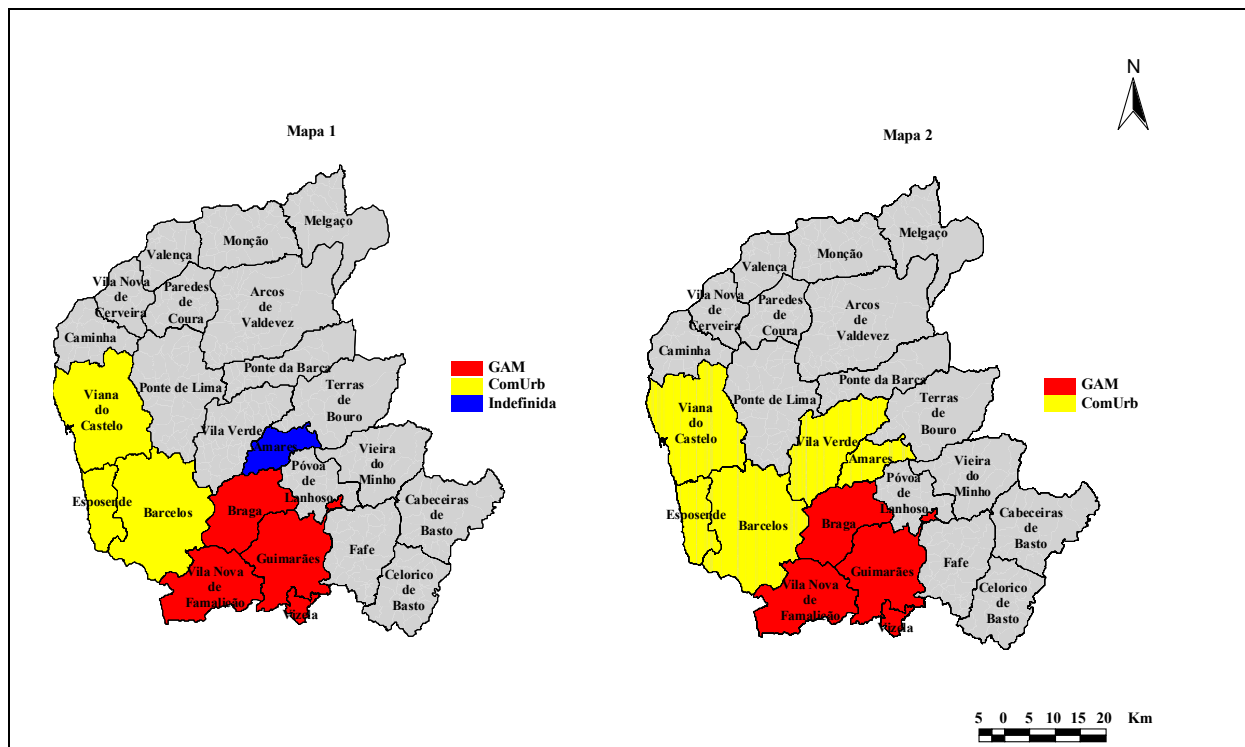 N
Mapa 1
Melgaço
Monção
Valença
Vila Nova
de
Cerveira
Paredes
de
Coura
Arcos
de
Valdevez
Caminha
Ponte de Lima
Ponte da Barca
Terras
de
Bouro
Viana
do
Castelo
Vila Verde
Amares
Vieira
do
Minho
Póvoa
de
Lanhoso
Esposende
Barcelos
Braga
Cabeceiras
de
Basto
Guimarães
Fafe
Vila Nova
de
Famalicão
Celorico
de
Basto
Vizela
GAM
ComUrb
Indefinida
Mapa 2
Melgaço
Monção
Valença
Vila Nova
de
Cerveira
Paredes
de
Coura
Arcos
de
Valdevez
Caminha
Ponte de Lima
Ponte da Barca
Terras
de
Bouro
Viana
do
Castelo
Vila Verde
Amares
Vieira
do
Minho
Póvoa
de
Lanhoso
Esposende
Barcelos
Braga
Cabeceiras
de
Basto
Guimarães
Fafe
Vila Nova
de
Famalicão
Celorico
de
Basto
Vizela
GAM
ComUrb
5 0 5 10 15 20 Km